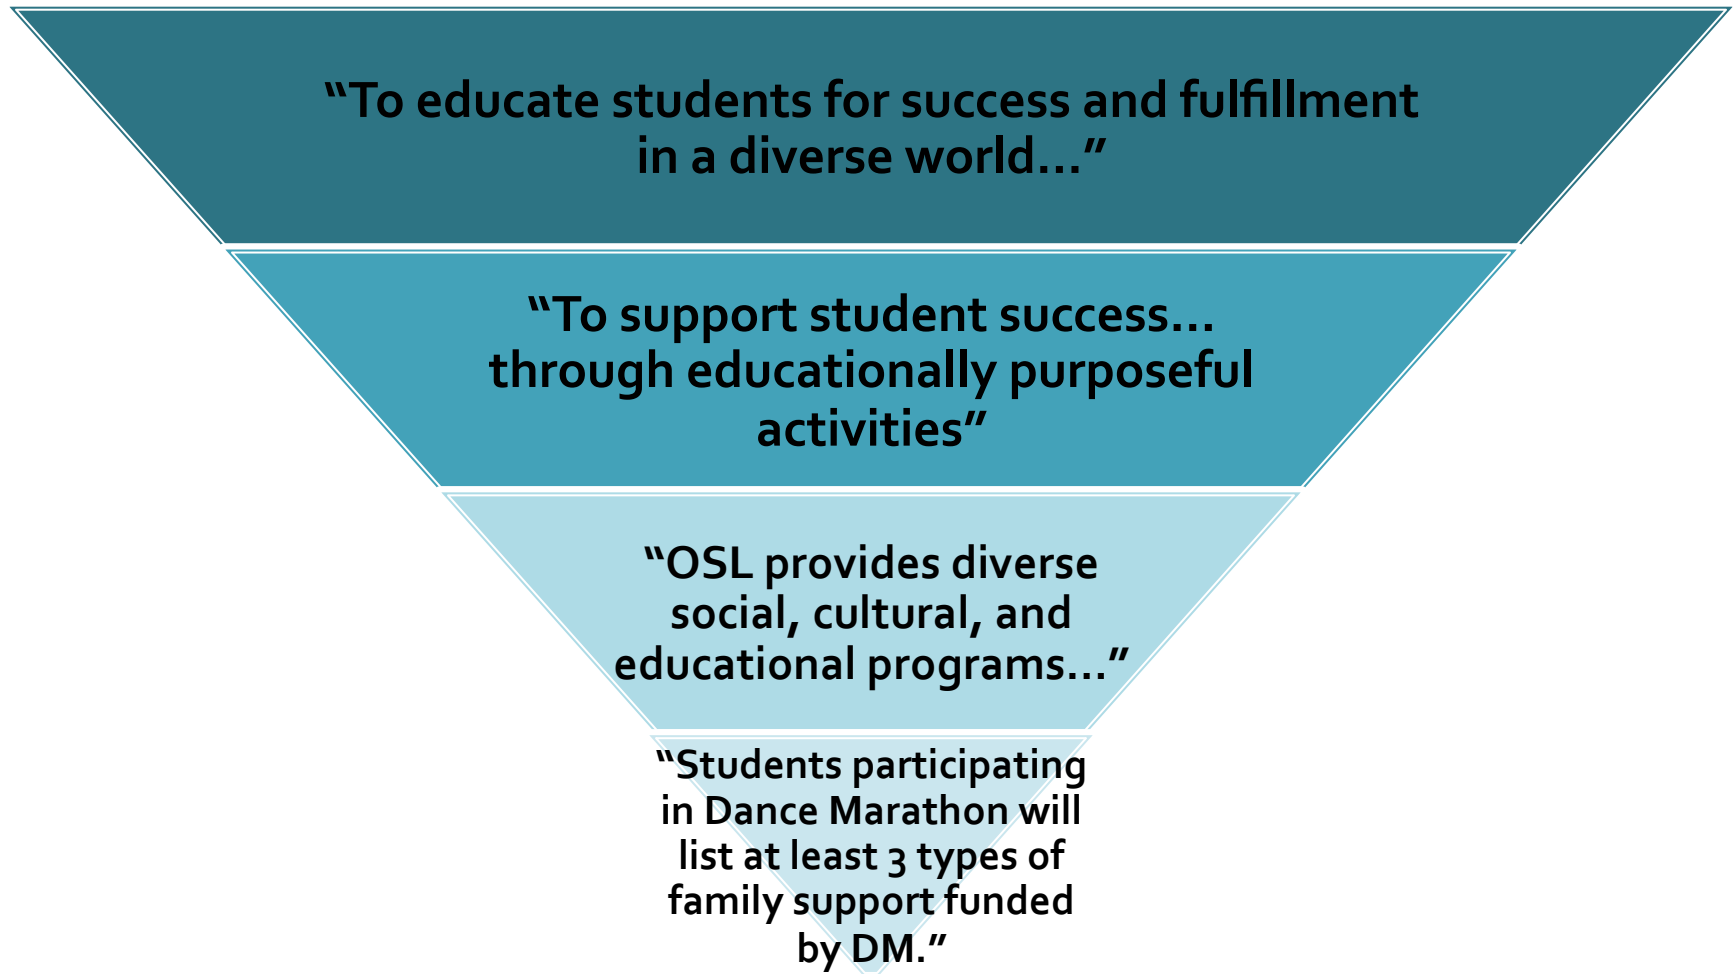 “To educate students for success and fulfillment
in a diverse world…”
“To support student success…
through educationally purposeful
activities”
“OSL provides diverse
social, cultural, and
educational programs…”
“Students participating
in Dance Marathon will
list at least 3 types of
family support funded
by DM.”